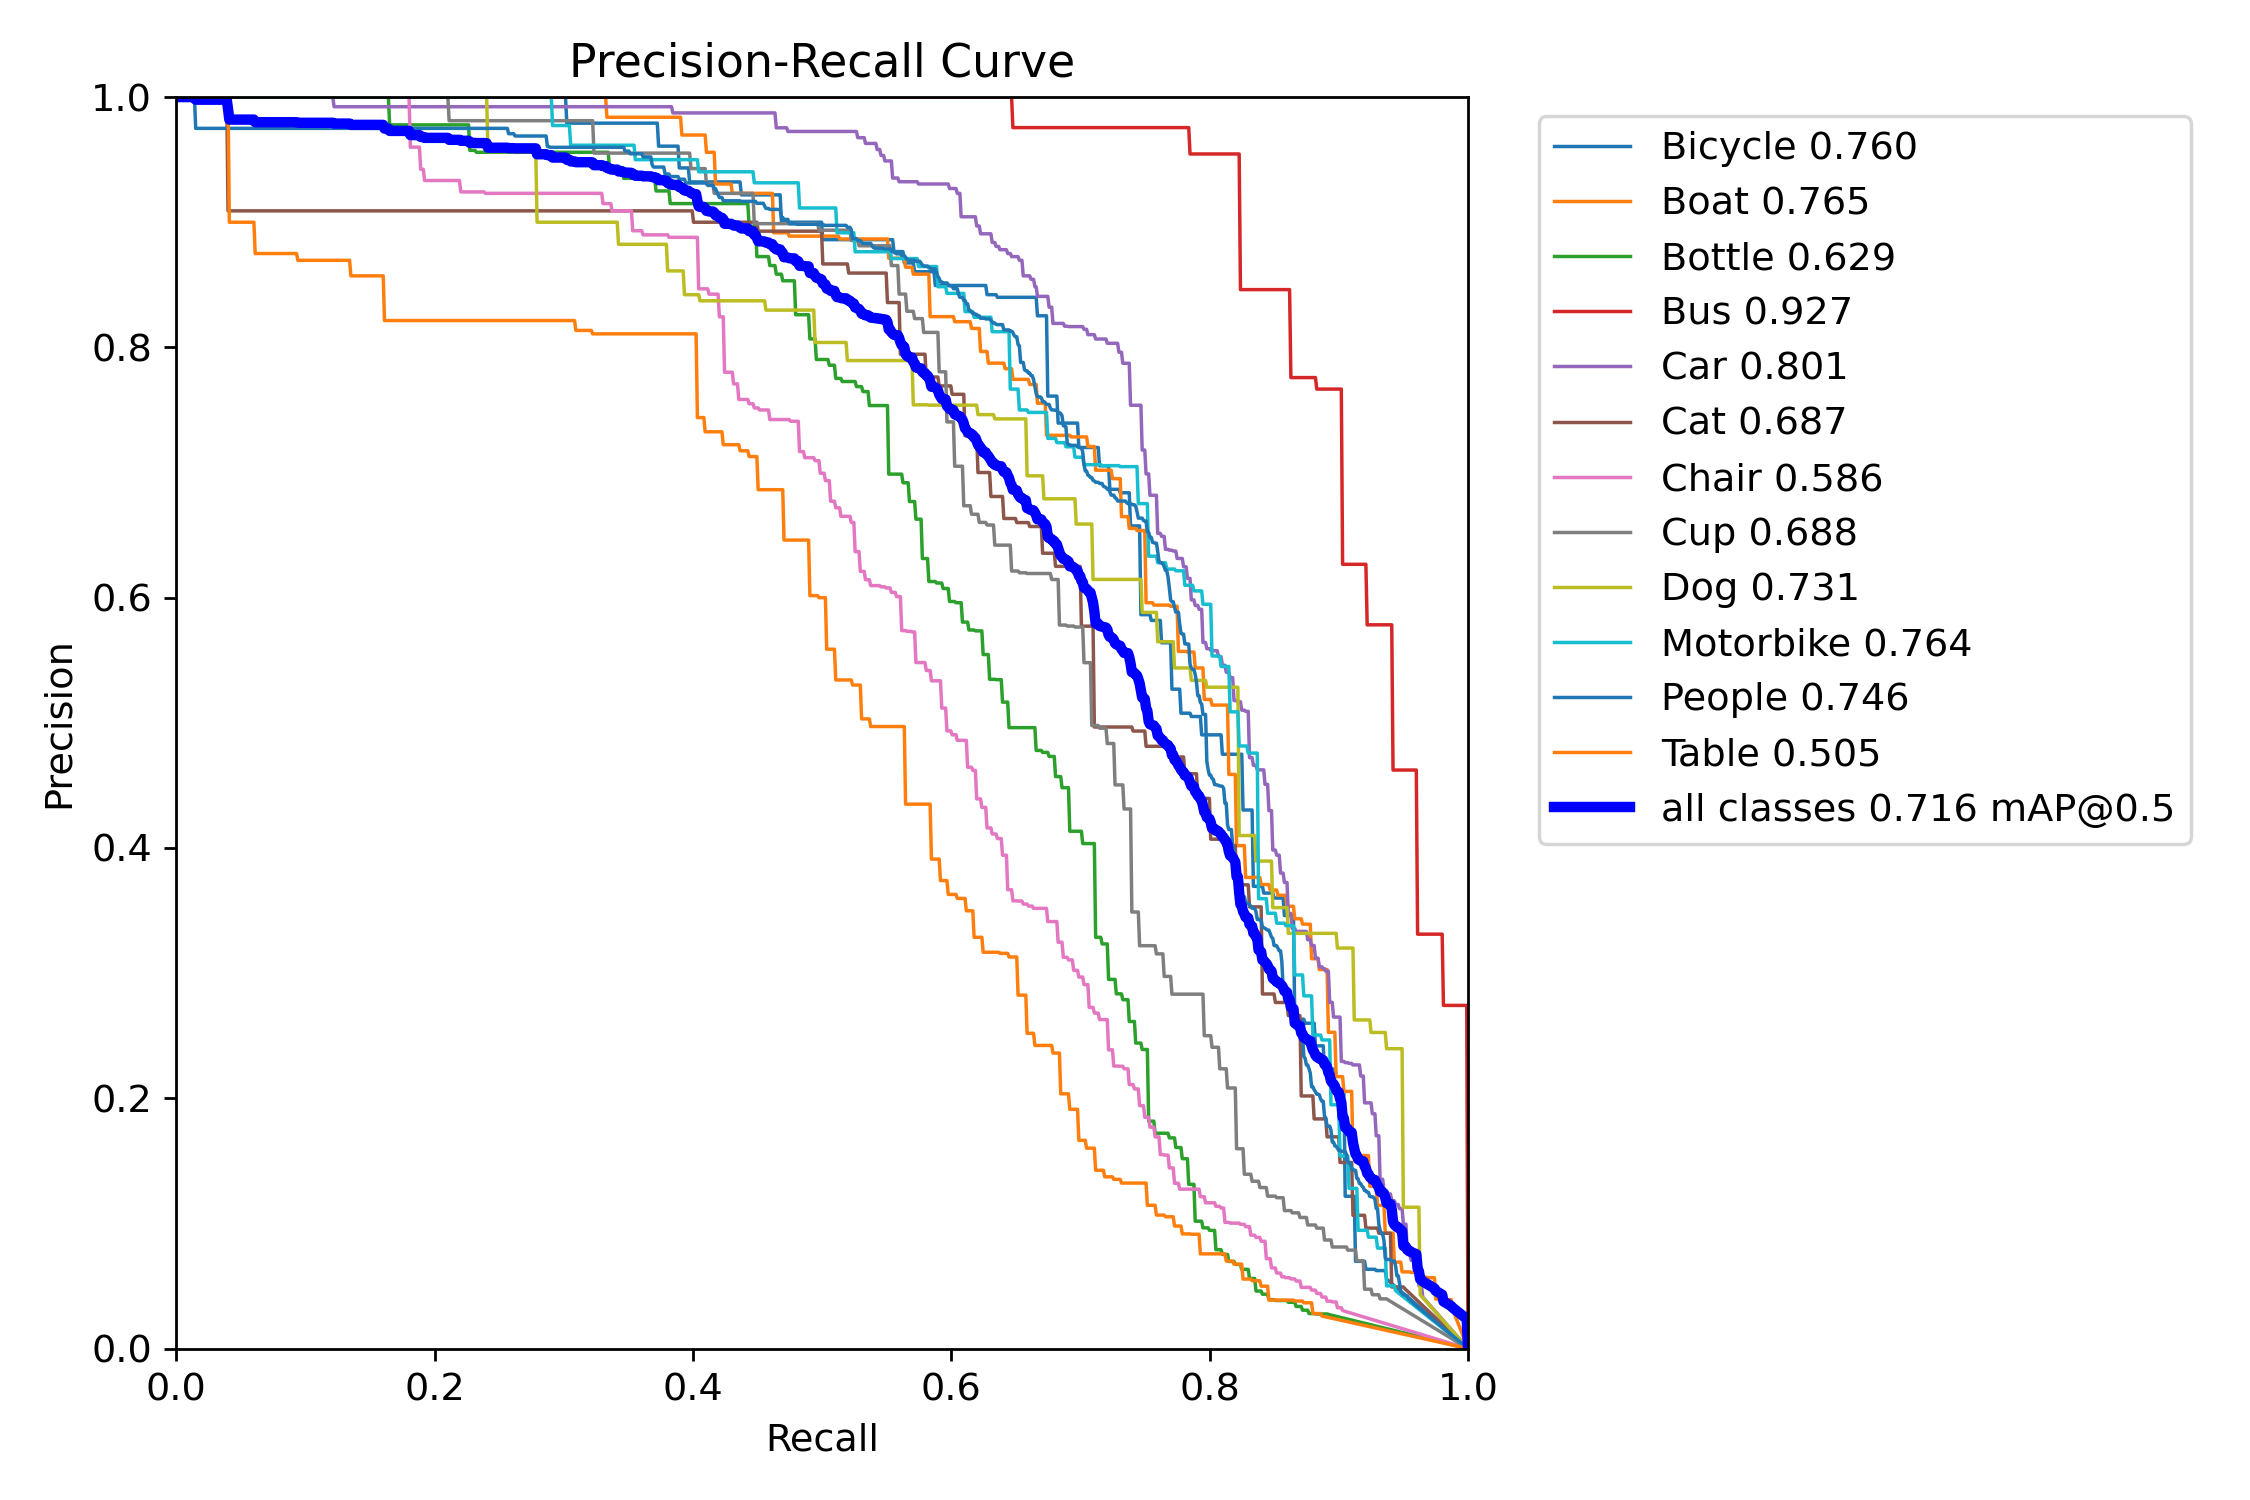 Precision-Recall Curve
1.0
0.8
0.6
0.4
0.2
0.0
Precision
0.0 0.2 0.4 0.6 0.8 1.0
Recall
Bicycle 0.760
Boat 0.765
Bottle 0.629
Bus 0.927
Car 0.801
Cat 0.687
Chair 0.586
Cup 0.688
Dog 0.731
Motorbike 0.764
People 0.746
Table 0.505
all classes 0.716 mAP@0.5